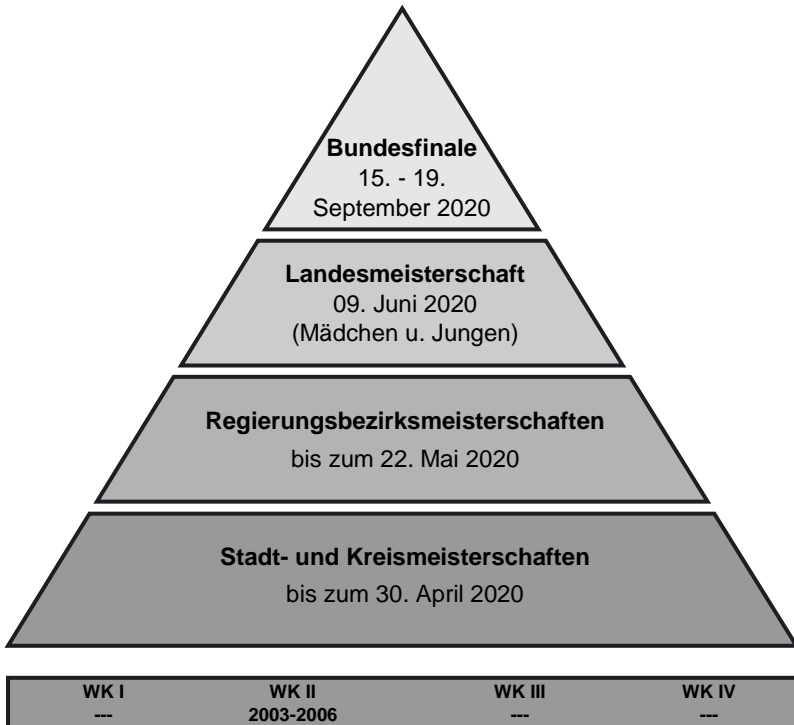 Bundesfinale
15. - 19.
September 2020
Landesmeisterschaft
09. Juni 2020
(Mädchen u. Jungen)
Regierungsbezirksmeisterschaften
bis zum 22. Mai 2020
Stadt- und Kreismeisterschaften
bis zum 30. April 2020
WK I WK II WK III WK IV
--- 2003-2006 --- ---